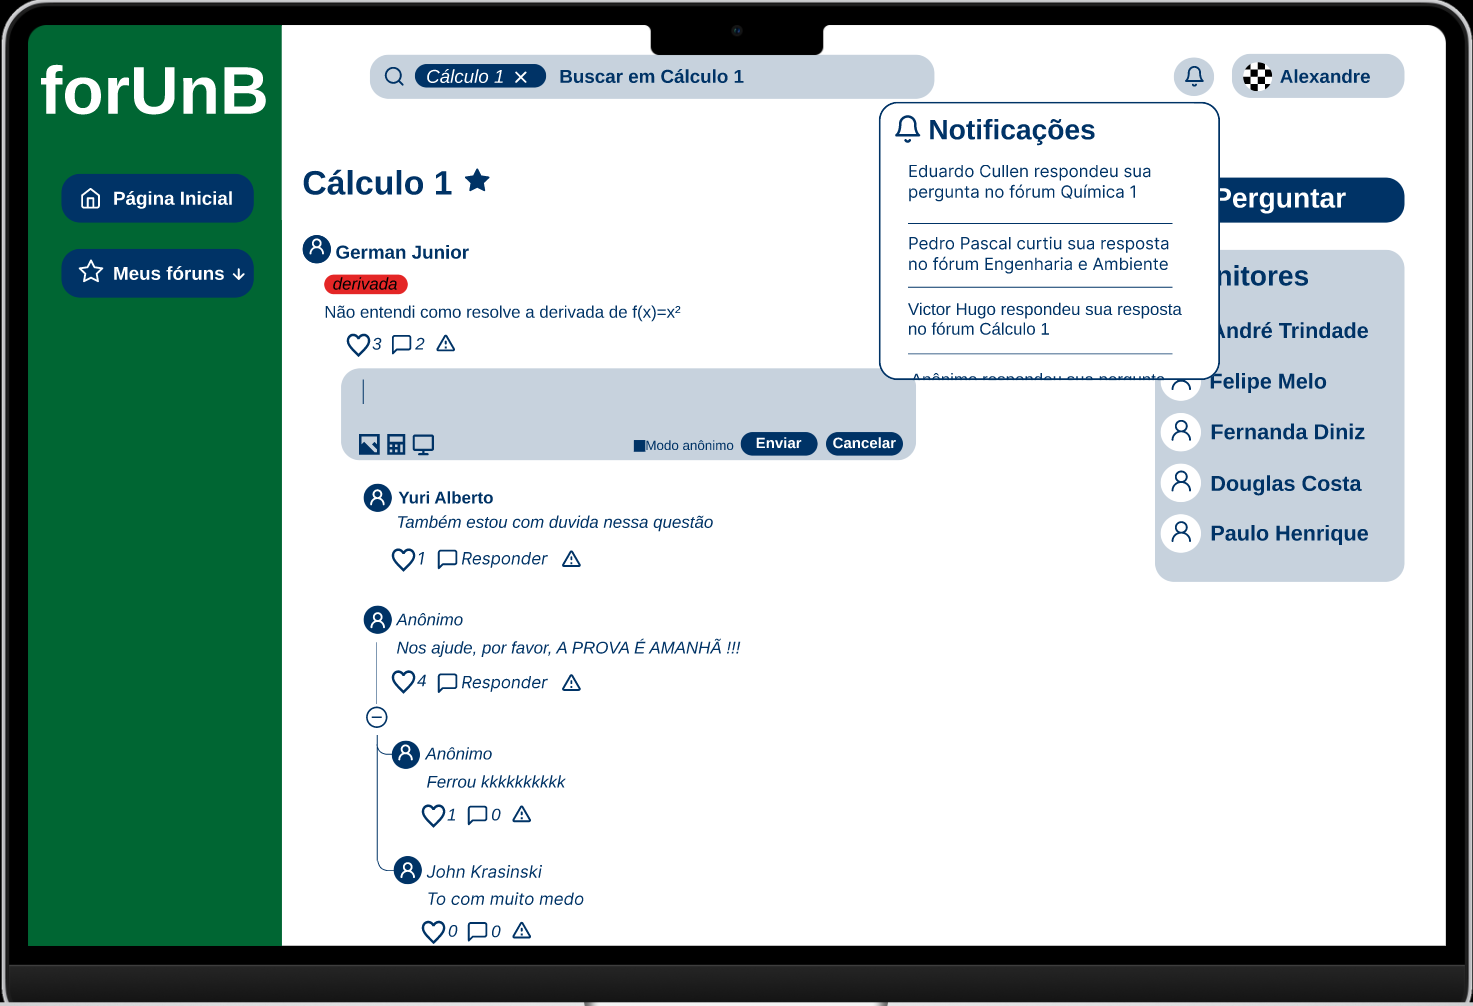 forUnB
Cálculo 1
Buscar em Cálculo 1
Alexandre
Notificações
Eduardo Cullen respondeu sua
pergunta no fórum Química 1
Pedro Pascal curtiu sua resposta
no fórum Engenharia e Ambiente
Victor Hugo respondeu sua resposta
no fórum Cálculo 1
Anônimo respondeu sua pergunta
Página Inicial
Meus fóruns
Cálculo 1
Perguntar
German Junior
derivada
Não entendi como resolve a derivada de f(x)=x²
3 2
Modo anônimo Enviar Cancelar
nitores
André Trindade
Felipe Melo
Fernanda Diniz
Douglas Costa
Paulo Henrique
Yuri Alberto
Também estou com duvida nessa questão
1 Responder
Anônimo
Nos ajude, por favor, A PROVA É AMANHÃ !!!
4 Responder
Anônimo
Ferrou kkkkkkkkkk
1 0
John Krasinski
To com muito medo
0 0